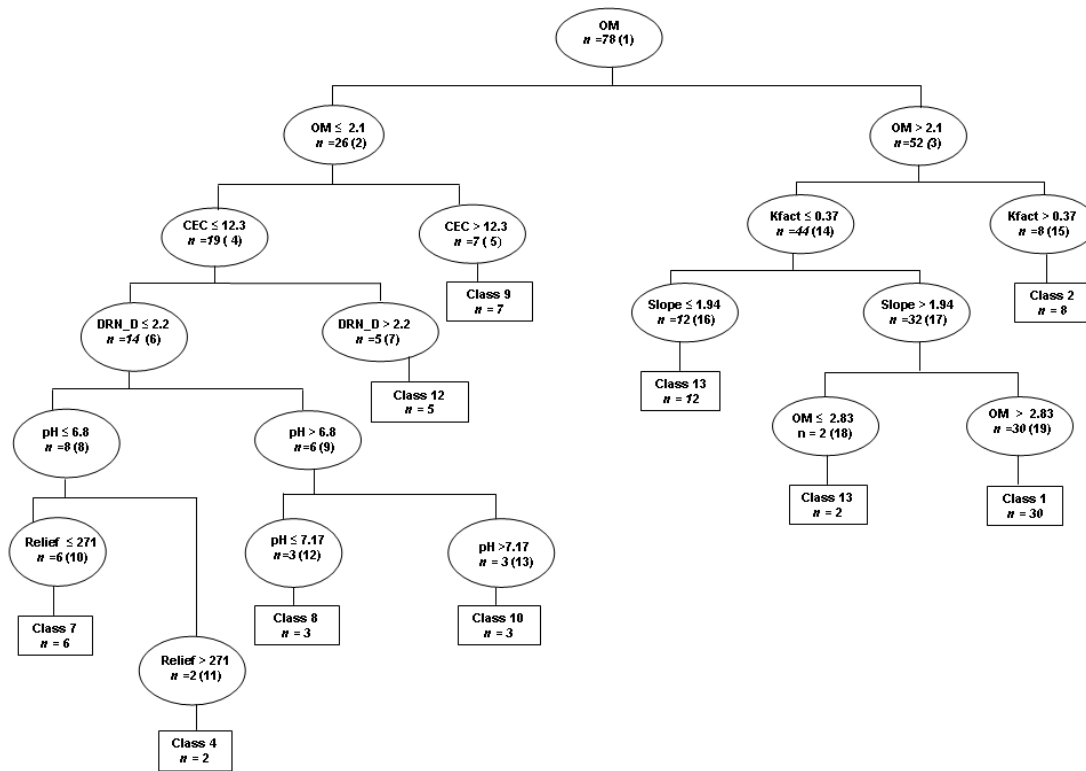 OM
n =78 (1)
OM ≤ 2.1
n =26 (2)
OM > 2.1
n=52 (3)
CEC ≤ 12.3
n =19 ( 4)
CEC > 12.3
n =7 ( 5)
Kfact ≤ 0.37
n=44 (14)
Kfact > 0.37
n =8 (15)
Class 9
n = 7
Class 2
n = 8
DRN_D ≤ 2.2
n =14 (6)
DRN_D > 2.2
n =5 (7)
Slope ≤ 1.94
n=12 (16)
Slope > 1.94
n =32 (17)
Class 12
n = 5
Class 13
n = 12
pH ≤ 6.8
n =8 (8)
pH > 6.8
n=6 (9)
OM ≤ 2.83
n = 2 (18)
OM > 2.83
n =30 (19)
Class 13
n = 2
Class 1
n = 30
Relief ≤ 271
n =6 (10)
pH ≤ 7.17
n=3 (12)
pH >7.17
n = 3 (13)
Class 7
n = 6
Class 8
n = 3
Class 10
n = 3
Relief > 271
n =2 (11)
Class 4
n = 2